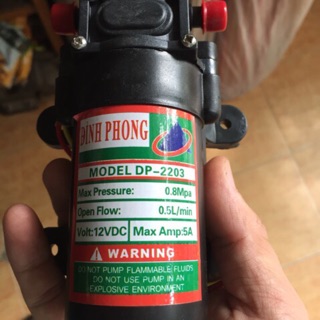 ĐÌNH PHONG
MODEL DP-2203
Max Pressure: 0.8Mpa
Open Flow: 0.5L/min
Volt:12VDC Max Amp:5A
WARNING
DO NOT PUMP FLAMMABLE FLUIDS,
DO NOT USE PUMP IN AN
EXPLOSIVE ENVIRONMENT